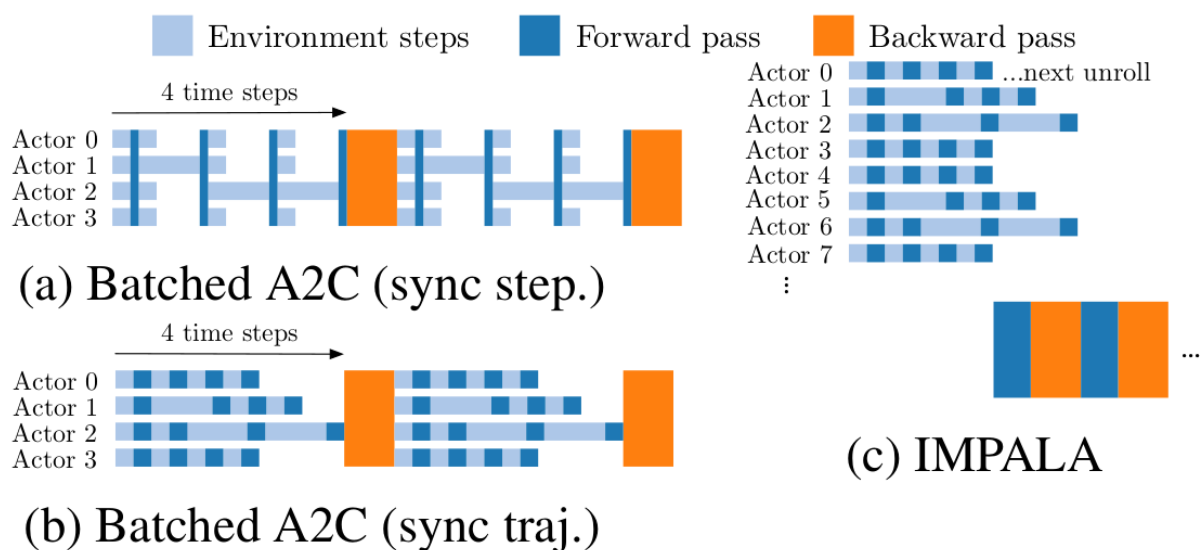 Environment steps Forward pass Backward pass
4 time steps
Actor 0
Actor 1
Actor 2
Actor 3
(a) Batched A2C (sync step.)
4 time steps
Actor 0
Actor 1
Actor 2
Actor 3
(b) Batched A2C (sync traj.)
Actor 0 ...next unroll
Actor 1
Actor 2
Actor 3
Actor 4
Actor 5
Actor 6
Actor 7
⋮
...
(c) IMPALA